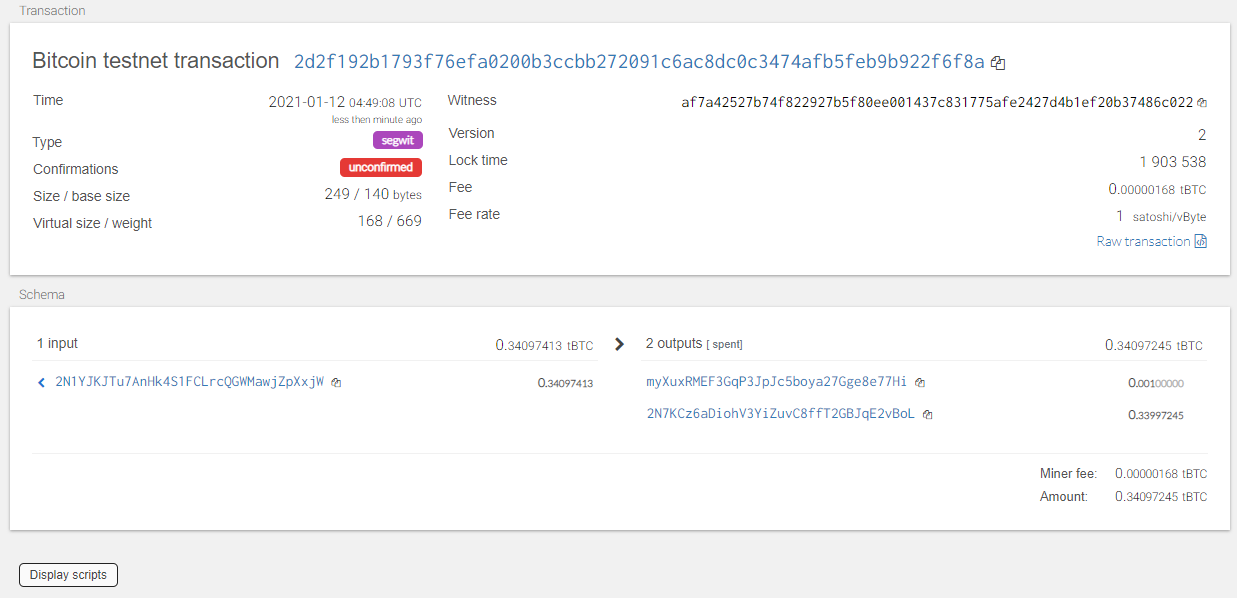 Transaction
Bitcoin testnet transaction 2d2f192b1793f76efa0200b3ccbb272091c6ac8dc0c3474afb5feb9b922f6f8a
Time 2021-01-12 04:49:08 UTC
less then minute ago
Type segwit
Confirmations unconfirmed
Size / base size 249 / 140 bytes
Virtual size / weight 168 / 669
Witness af7a42527b74f822927b5f80ee001437c831775afe2427d4b1ef20b37486c022
Version 2
Lock time 1 903 538
Fee 0.00000168 tBTC
Fee rate 1 satoshi/vByte
Raw transaction
Schema
1 input 0.34097413 tBTC
2N1YJKJTu7AnHk4S1FCLrcQGWMawjZpXxjW 0.34097413
2 outputs [ spent] 0.34097245 tBTC
myXuxRMEF3GqP3JpJc5boya27Gge8e77Hi 0.00100000
2N7KCz6aDiohV3YiZuvC8ffT2GBJqE2vBoL 0.33997245
Miner fee: 0.00000168 tBTC
Amount: 0.34097245 tBTC
Display scripts